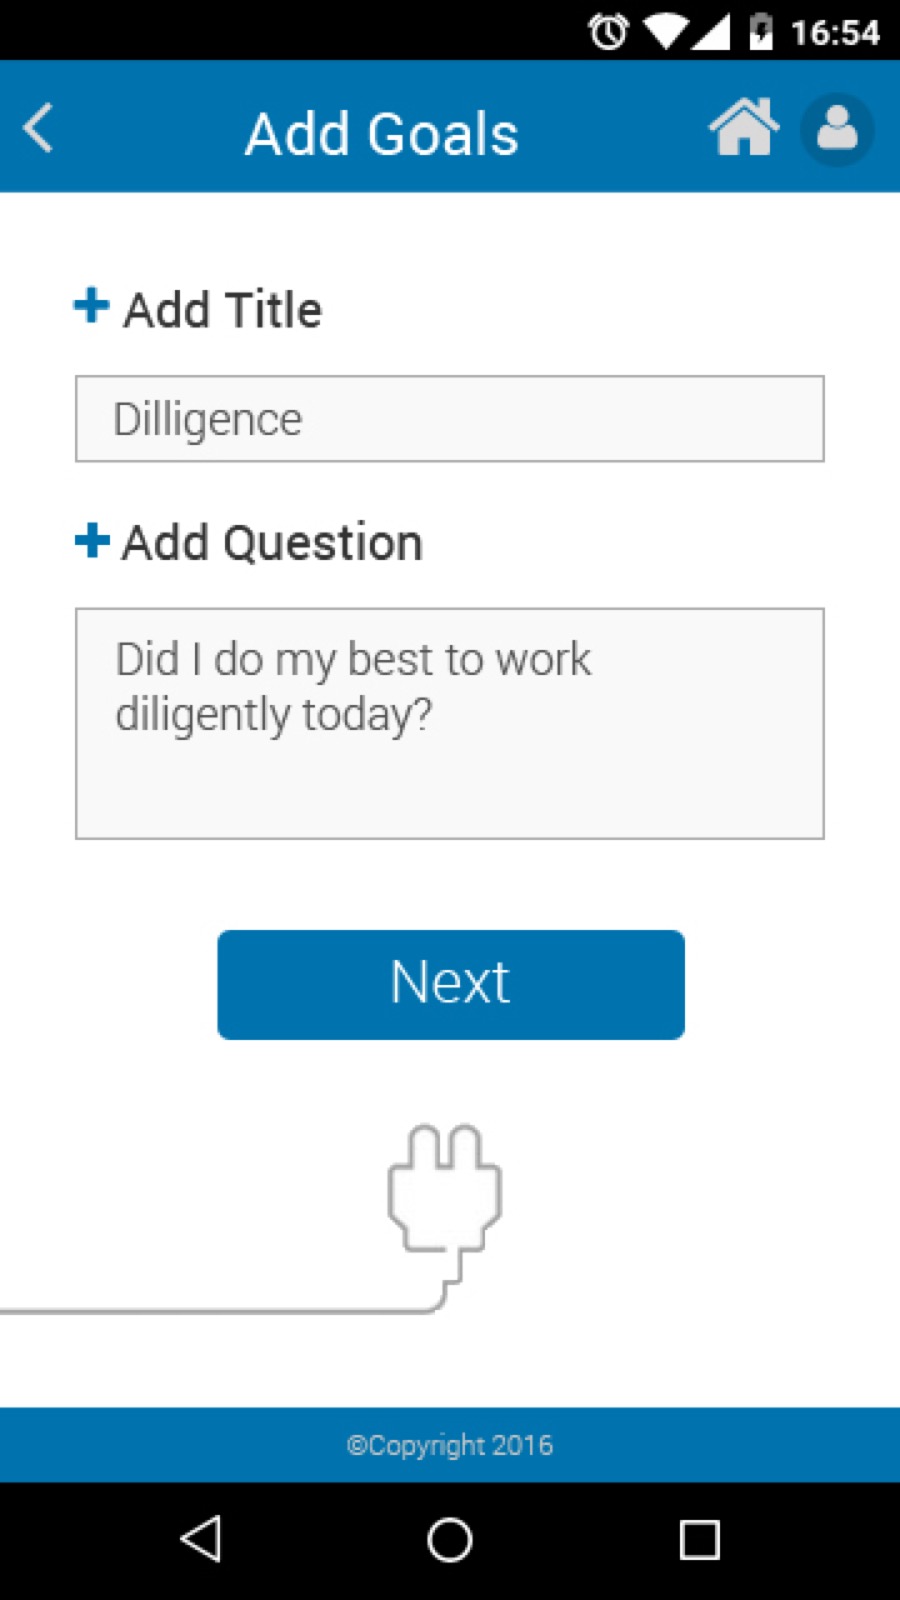 16:54
Add Goals
Add Title
Dilligence
Add Question
Did I do my best to work
diligently today?
Next
©Copyright 2016